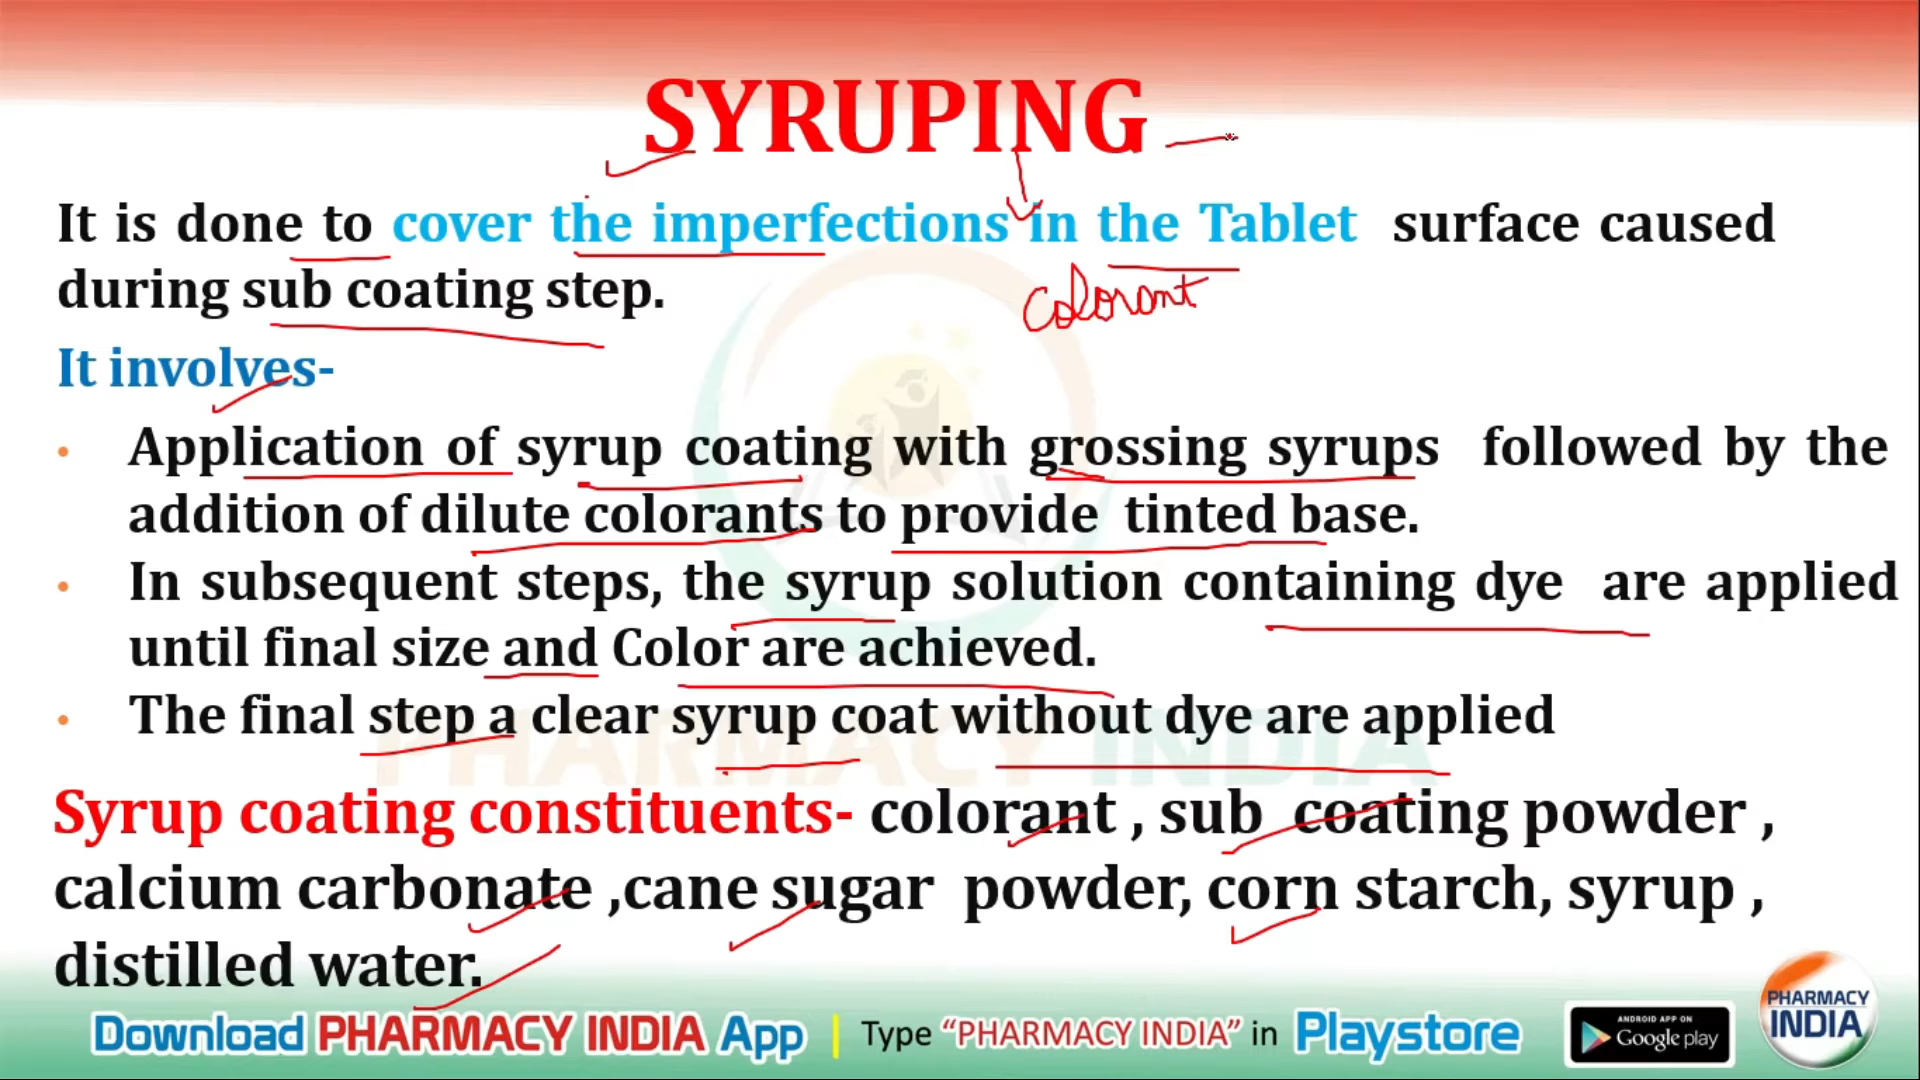 SYRUPING
It is done to cover the imperfections in the Tablet surface caused
during sub coating step.
colorant
It involves-
• Application of syrup coating with grossing syrups followed by the
addition of dilute colorants to provide tinted base.
• In subsequent steps, the syrup solution containing dye are applied
until final size and Color are achieved.
• The final step a clear syrup coat without dye are applied
PHARMACY INDIA
Syrup coating constituents- colorant , sub coating powder ,
calcium carbonate ,cane sugar powder, corn starch, syrup ,
distilled water.
Download PHARMACY INDIA App | Type “PHARMACY INDIA” in Playstore
ANDROID APP ON
Google play
PHARMACY
INDIA